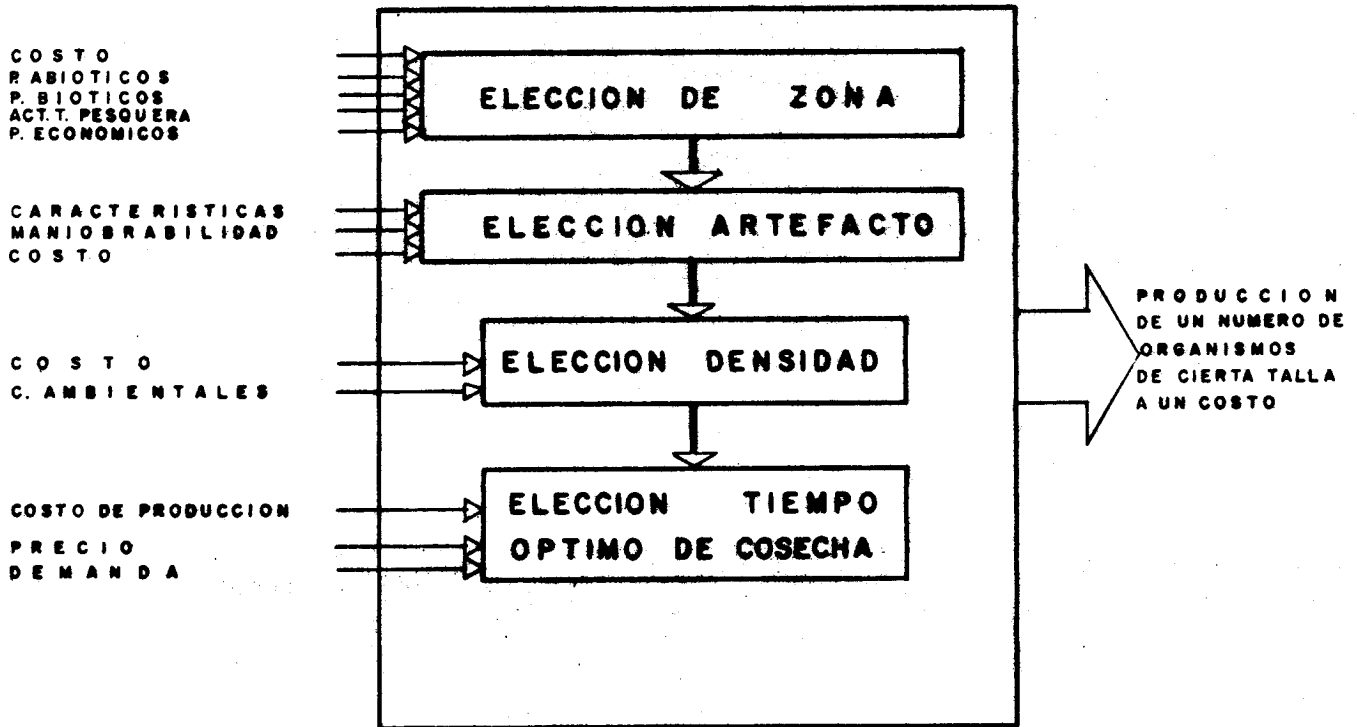 COSTO
P. ABIOTICOS
P. BIOTICOS
ACT. T. PESQUERA
P. ECONOMICOS
ELECCION DE ZONA
CARACTERISTICAS
MANIOBRABILIDAD
COSTO
ELECCION ARTEFACTO
COSTO
C. AMBIENTALES
ELECCION DENSIDAD
COSTO DE PRODUCCION
PRECIO
DEMANDA
ELECCION TIEMPO
OPTIMO DE COSECHA
PRODUCCION
DE UN NUMERO DE
ORGANISMOS
DE CIERTA TALLA
A UN COSTO